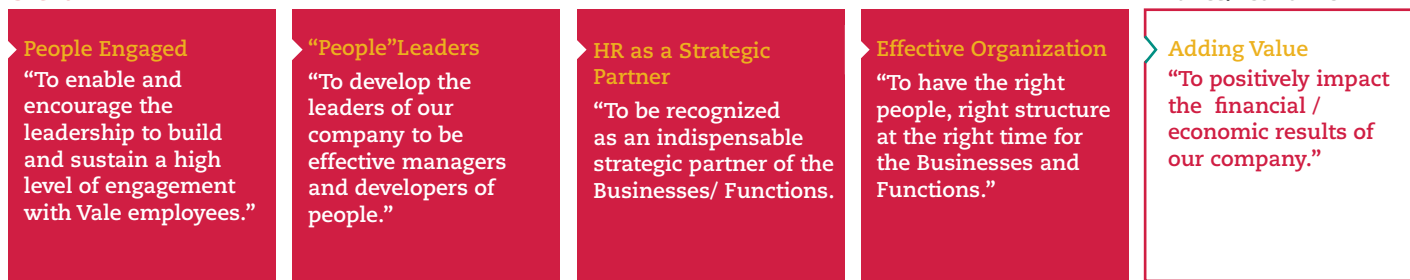 People Engaged
“To enable and
encourage the
leadership to build
and sustain a high
level of engagement
with Vale employees.”
“People”Leaders
“To develop the
leaders of our
company to be
effective managers
and developers of
people.”
HR as a Strategic
Partner
“To be recognized
as an indispensable
strategic partner of the
Businesses/ Functions.
Effective Organization
“To have the right
people, right structure
at the right time for
the Businesses and
Functions.”
Adding Value
“To positively impact
the financial /
economic results of
our company.”